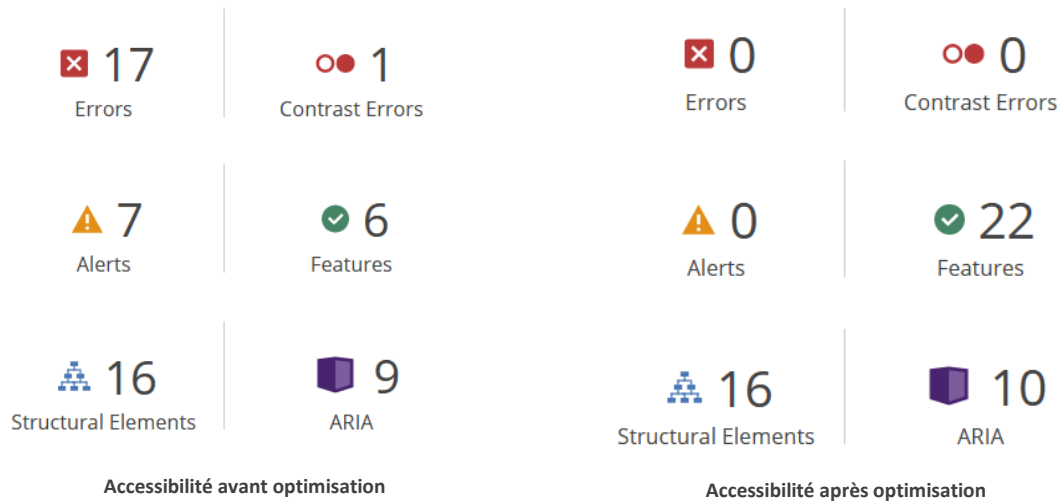 17
Errors
1
Contrast Errors
7
Alerts
6
Features
16
Structural Elements
9
ARIA
Accessibilité avant optimisation
0
Errors
0
Contrast Errors
0
Alerts
22
Features
16
Structural Elements
10
ARIA
Accessibilité après optimisation